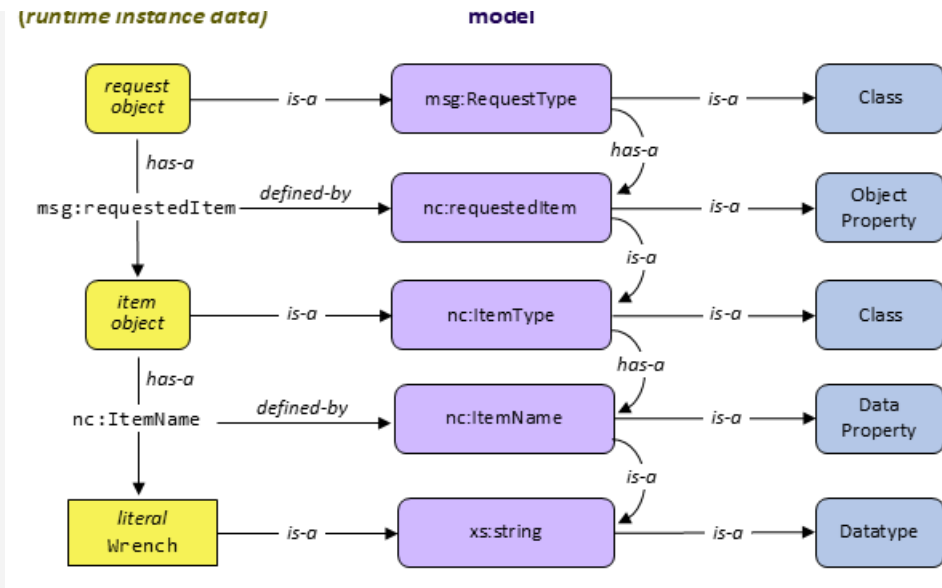 (runtime instance data)
model
request
object
is-a
msg:RequestType
is-a
Class
has-a
has-a
msg:requestedItem
defined-by
nc:requestedItem
is-a
Object
Property
is-a
item
object
is-a
nc:ItemType
is-a
Class
has-a
has-a
nc:ItemName
defined-by
nc:ItemName
is-a
Data
Property
is-a
literal
Wrench
is-a
xs:string
is-a
Datatype